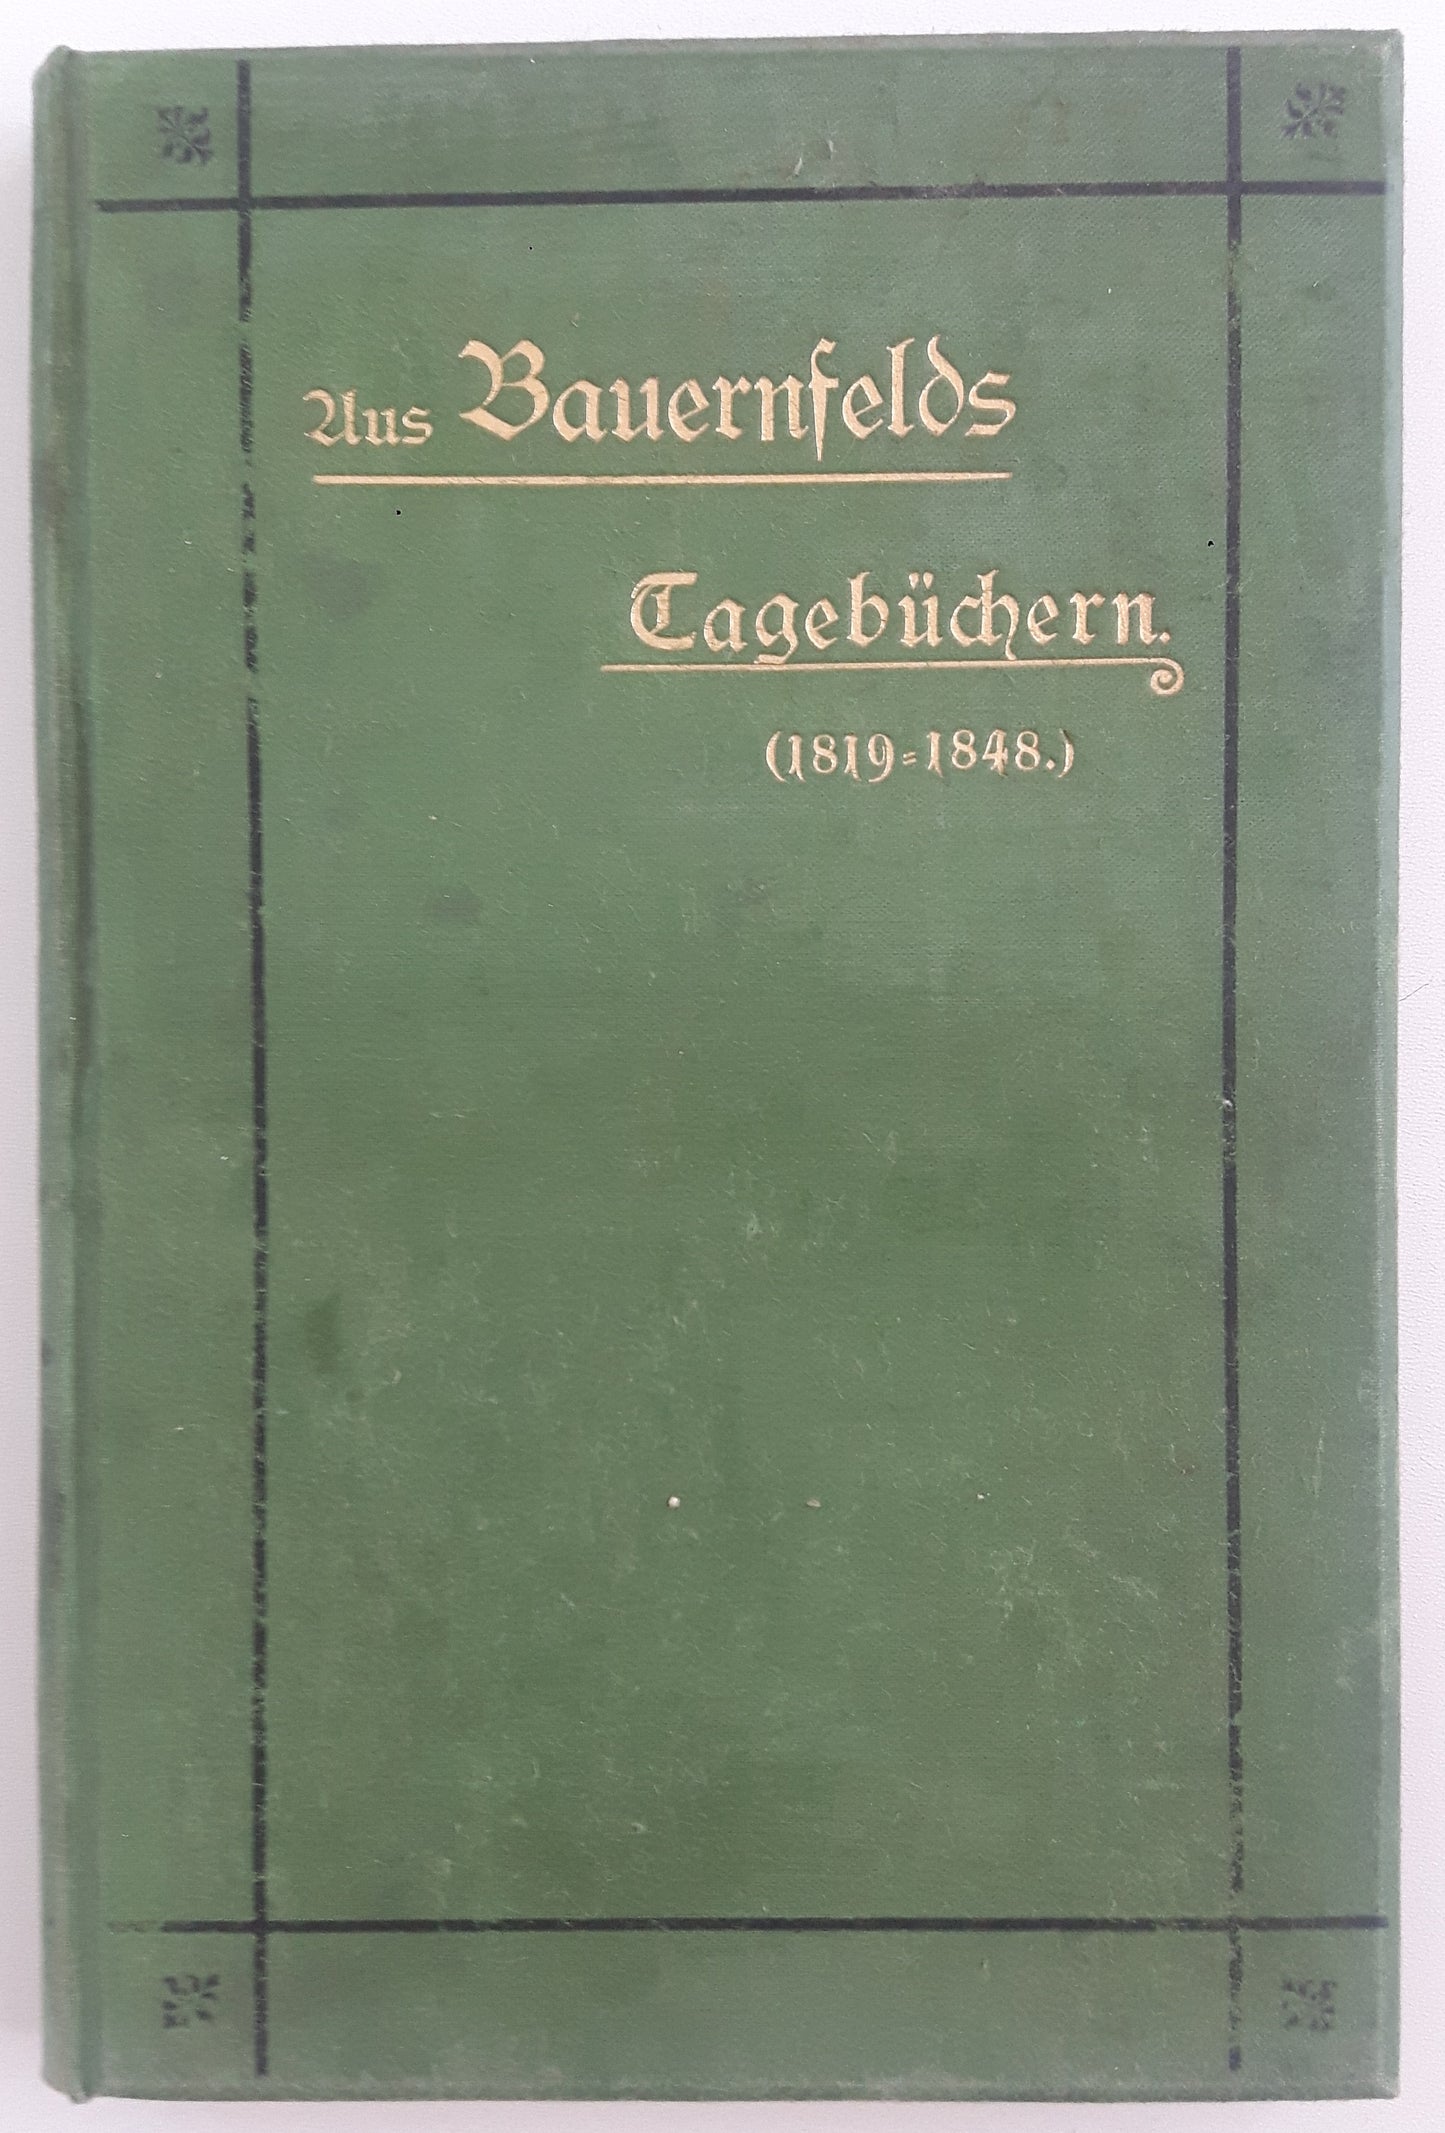 Aus Bauernfelds
Tagebüchern.
(1819=1848.)